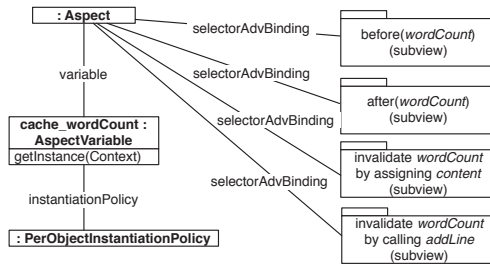 : Aspect
selectorAdvBinding
before(wordCount)
(subview)
variable
selectorAdvBinding
after(wordCount)
(subview)
cache_wordCount :
AspectVariable
getInstance(Context)
selectorAdvBinding
invalidate wordCount
by assigning content
(subview)
instantiationPolicy
selectorAdvBinding
invalidate wordCount
by calling addLine
(subview)
: PerObjectInstantiationPolicy